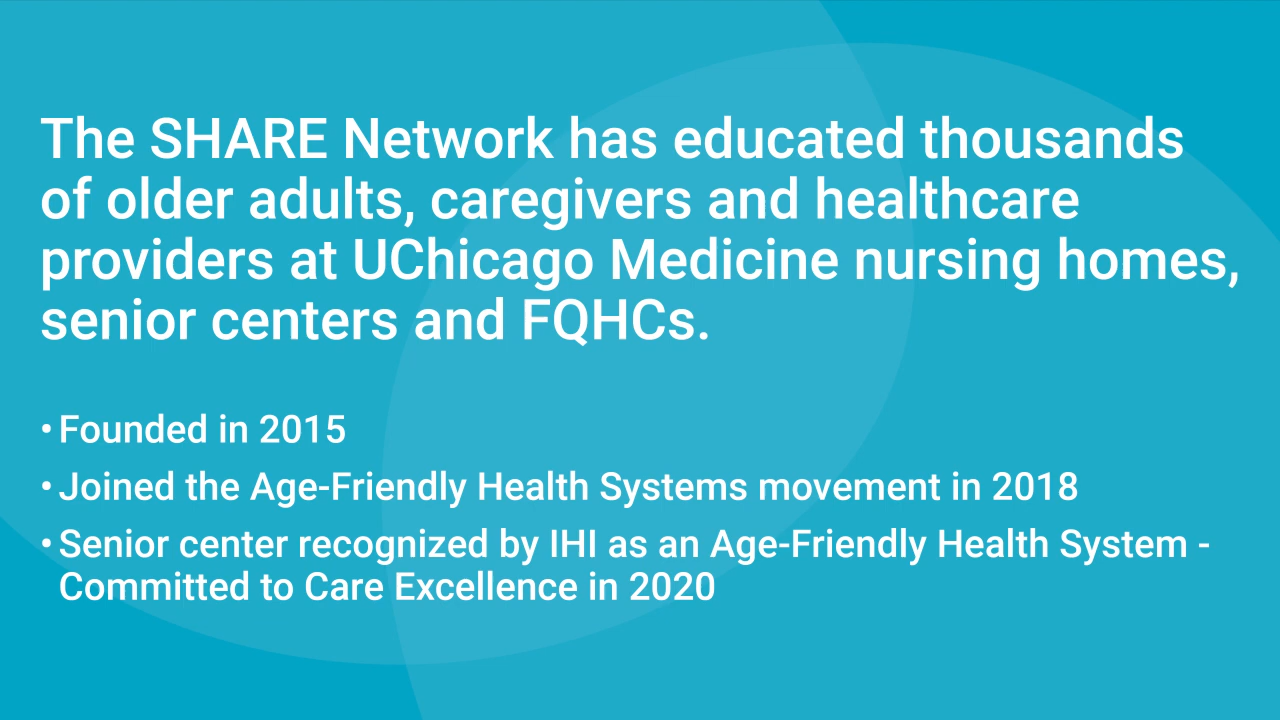 The SHARE Network has educated thousands
of older adults, caregivers and healthcare
providers at UChicago Medicine nursing homes,
senior centers and FQHCs.
• Founded in 2015
• Joined the Age-Friendly Health Systems movement in 2018
• Senior center recognized by IHI as an Age-Friendly Health System -
Committed to Care Excellence in 2020